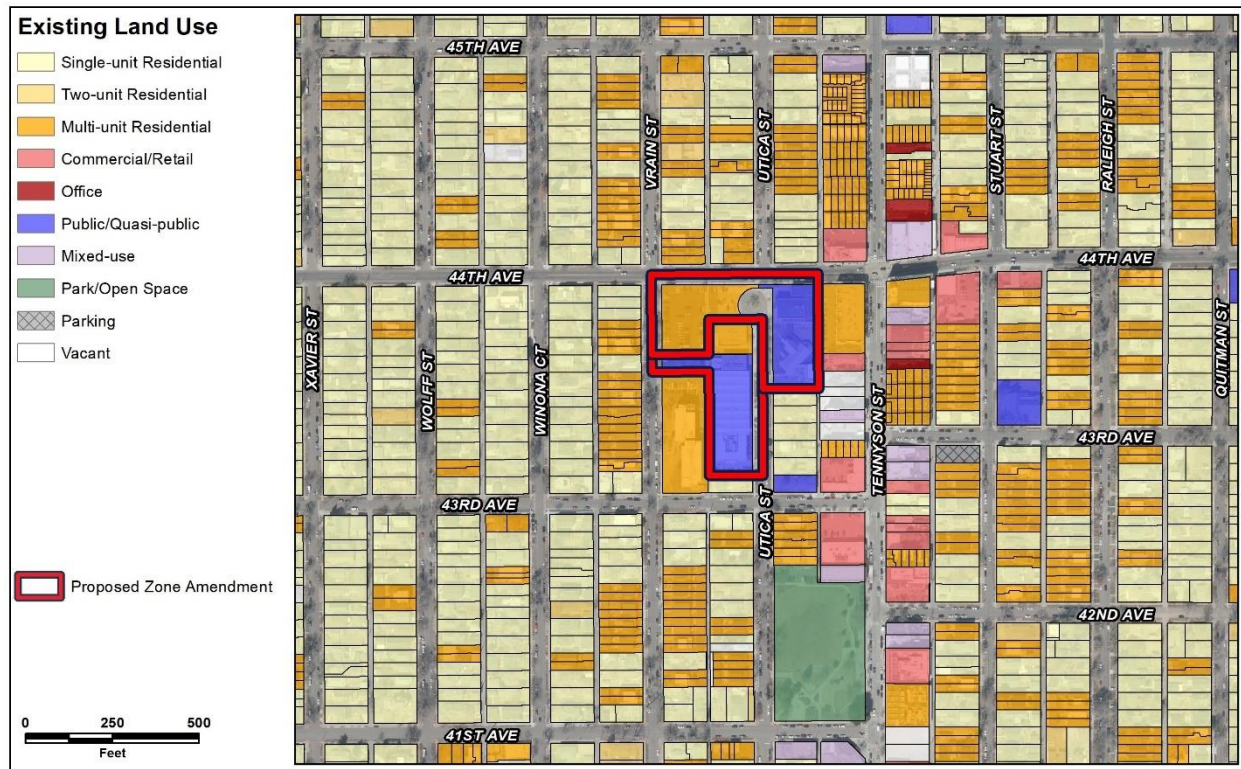 Existing Land Use
Single-unit Residential
Two-unit Residential
Multi-unit Residential
Commercial/Retail
Office
Public/Quasi-public
Mixed-use
Park/Open Space
Parking
Vacant
Proposed Zone Amendment
0 250 500
Feet
45TH AVE
VRAIN ST
UTICA ST
STUART ST
RALEIGH ST
44TH AVE
44TH AVE
XAVIER ST
WOLFF ST
WINONA CT
TENNYSON ST
QUITMAN ST
43RD AVE
43RD AVE
UTICA ST
42ND AVE
41ST AVE